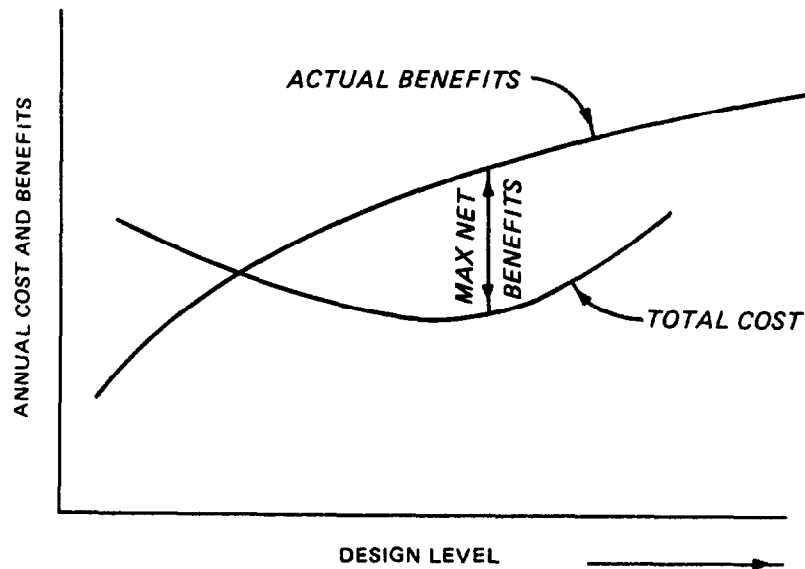 ACTUAL BENEFITS
ANNUAL COST AND BENEFITS
MAX NET
BENEFITS
TOTAL COST
DESIGN LEVEL